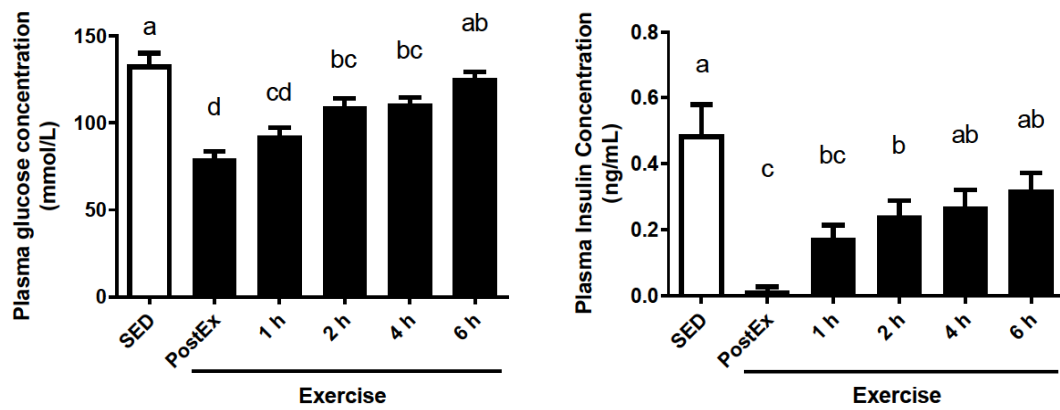 Plasma glucose concentration
(mmol/L)
150
100
50
0
a
d
cd
bc
bc
ab
SED
PostEx
1 h
2 h
4 h
6 h
Exercise
Plasma Insulin Concentration
(ng/mL)
0.8
0.6
0.4
0.2
0.0
a
c
bc
b
ab
ab
SED
PostEx
1 h
2 h
4 h
6 h
Exercise